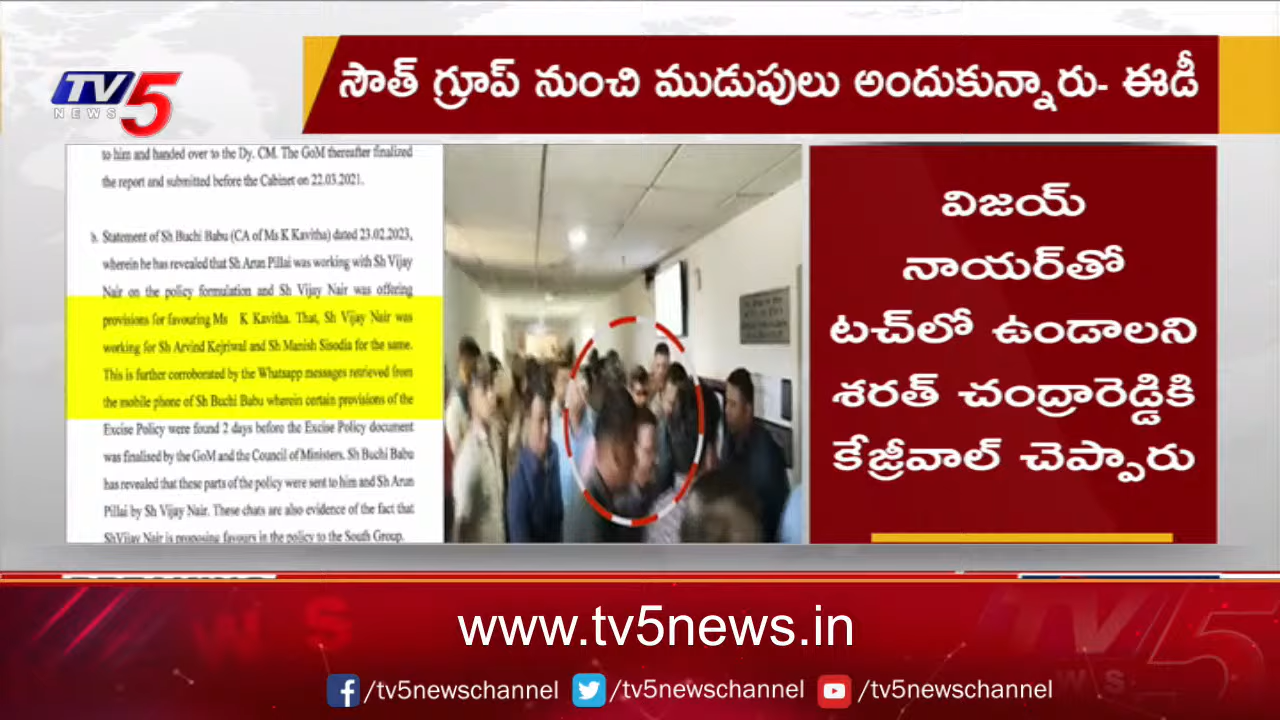 TV5
NEWS
సౌత్ గ్రూప్ నుంచి ముడుపులు అందుకున్నారు- ఈడీ
to him and handed over to the Dy. CM. The GoM thereafter finalized
the report and submitted before the Cabinet on 22.03.2021.
b. Statement of Sh Buchi Babu (CA of Ms K Kavitha) dated 23.02.2023,
wherein he has revealed that Sh Arun Pillai was working with Sh Vijay
Nair on the policy formulation and Sh Vijay Nair was offering
provisions for favouring Ms K Kavitha. That, Sh Vijay Nair was
working for Sh Arvind Kejriwal and Sh Manish Sisodia for the same.
This is further corroborated by the Whatsapp messages retrieved from
the mobile phone of Sh Buchi Babu wherein certain provisions of the
Excise Policy were found 2 days before the Excise Policy document
was finalised by the GoM and the Council of Ministers. Sh Buchi Babu
has revealed that these parts of the policy were sent to him and Sh Arun
Pillai by Sh Vijay Nair. These chats are also evidence of the fact that
ShVijay Nair is proposing favours in the policy to the South Group.
విజయ్
నాయర్‌తో
టచ్‌లో ఉండాలని
శరత్ చంద్రారెడ్డికి
కేజ్రీవాల్ చెప్పారు
www.tv5news.in
/tv5newschannel /tv5newschannel /tv5newschannel